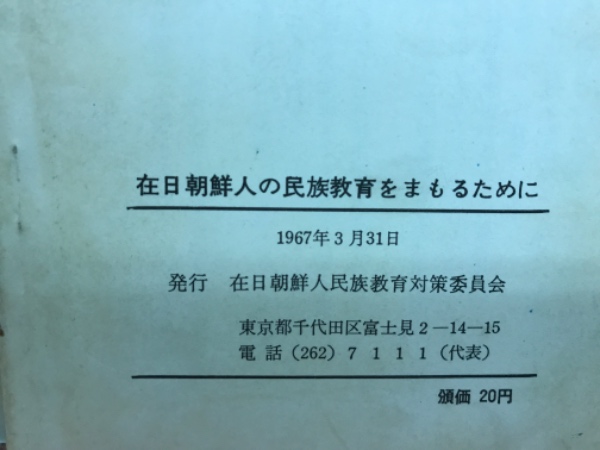 在日朝鮮人の民族教育をまもるために
1967年3月31日
発行 在日朝鮮人民族教育対策委員会
東京都千代田区富士見2―14―15
電話(262)7111(代表)
頒価 20円